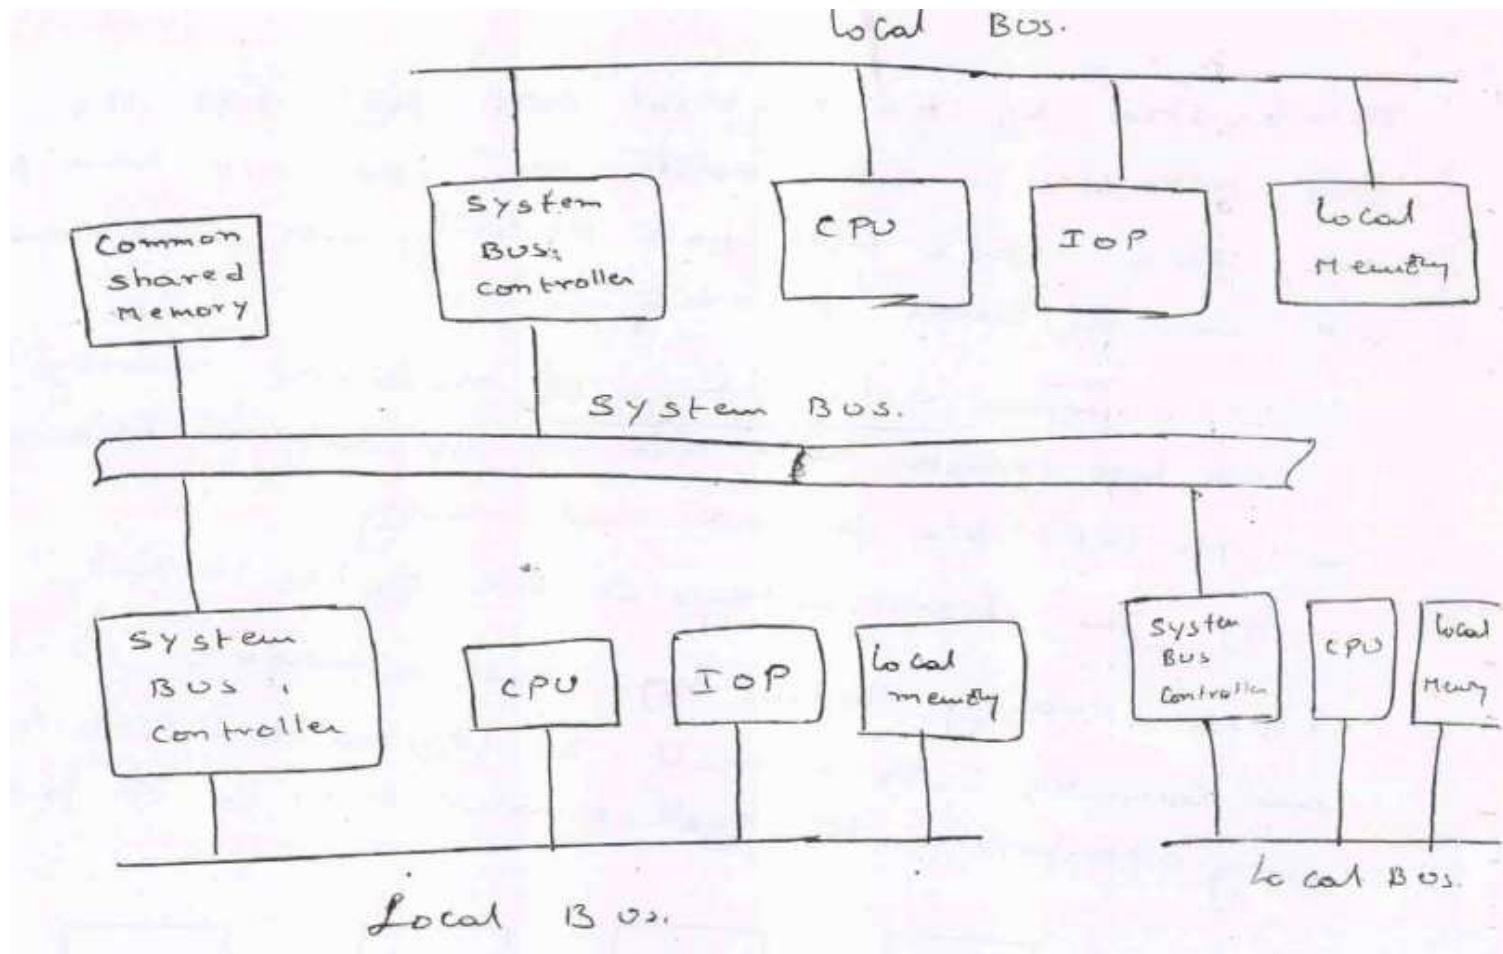 Local Bus.
System
Bus
controller
CPU
IOP
Local
Memory
Common
shared
Memory
System Bus.
System
Bus
controller
CPU
IOP
Local
memory
System
Bus
Controller
CPU
Local
Memory
Local Bus.
Local Bus.